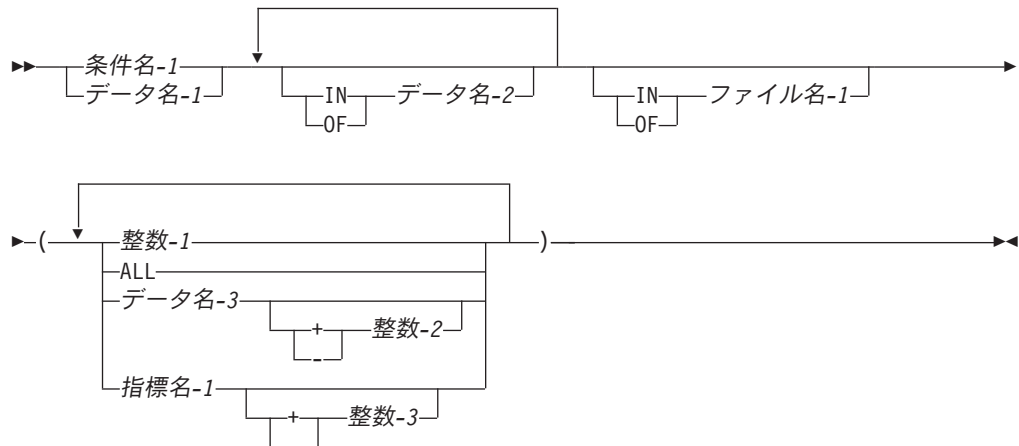 条件名-1
データ名-1
IN データ名-2
OF
IN ファイル名-1
OF
( 整数-1 )
ALL
データ名-3
+ 整数-2
-
指標名-1
+ 整数-3